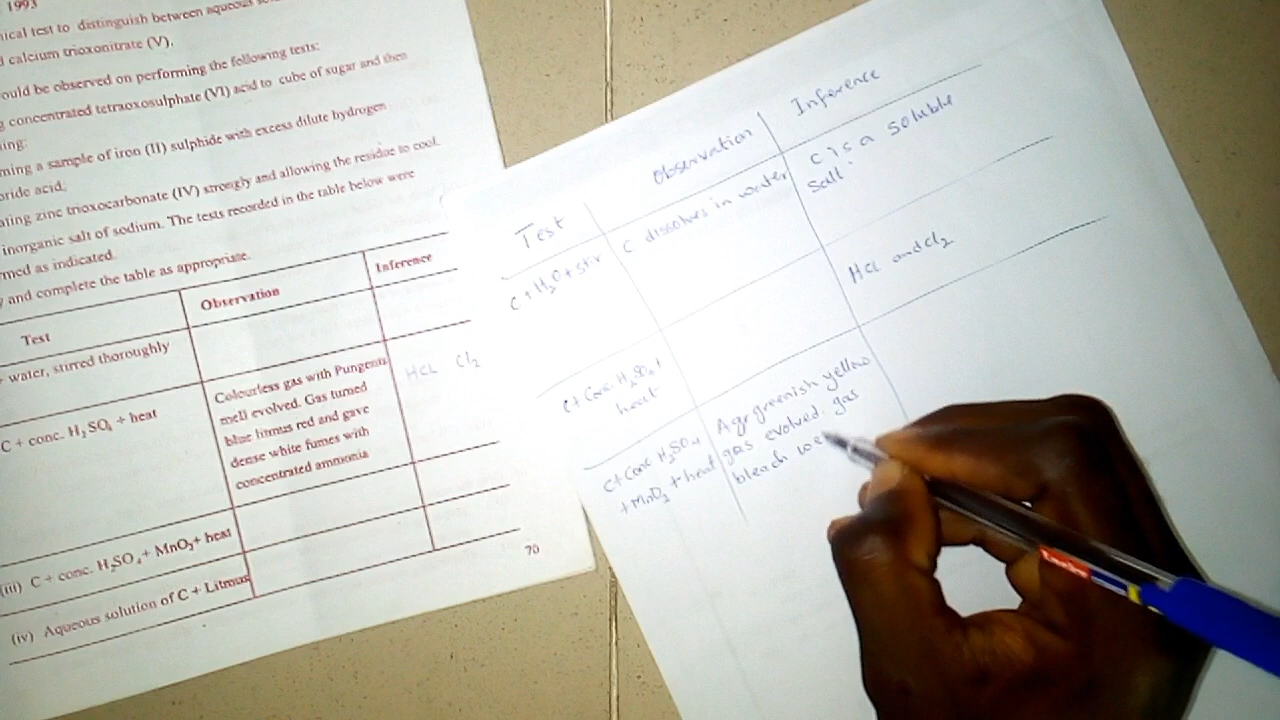 1993
ical test to distinguish between aqueous
calcium trioxonitrate (V).
ould be observed on performing the following tests:
concentrated tetraoxosulphate (VI) acid to cube of sugar and then
ing:
ming a sample of iron (II) sulphide with excess dilute hydrogen
oride acid;
ating zinc trioxocarbonate (IV) strongly and allowing the residue to cool.
inorganic salt of sodium. The tests recorded in the table below were
med as indicated.
y and complete the table as appropriate.
Test
Observation
Inference
water, stirred thoroughly
C + conc. H₂SO₄ + heat
Colourless gas with Pungent
mell evolved. Gas turned
blue litmus red and gave
dense white fumes with
concentrated ammonia
HCL Cl₂
(iii) C + conc. H₂SO₄ + MnO₂ + heat
(iv) Aqueous solution of C + Litmus
70
Test
Observation
Inference
C + H₂O + stir
C dissolves in water
C is a soluble
salt
C + Conc H₂SO₄ +
heat
HCL and Cl₂
C + Conc H₂SO₄
+ MnO₂ + heat
A greenish yellow
gas evolved. gas
bleach we